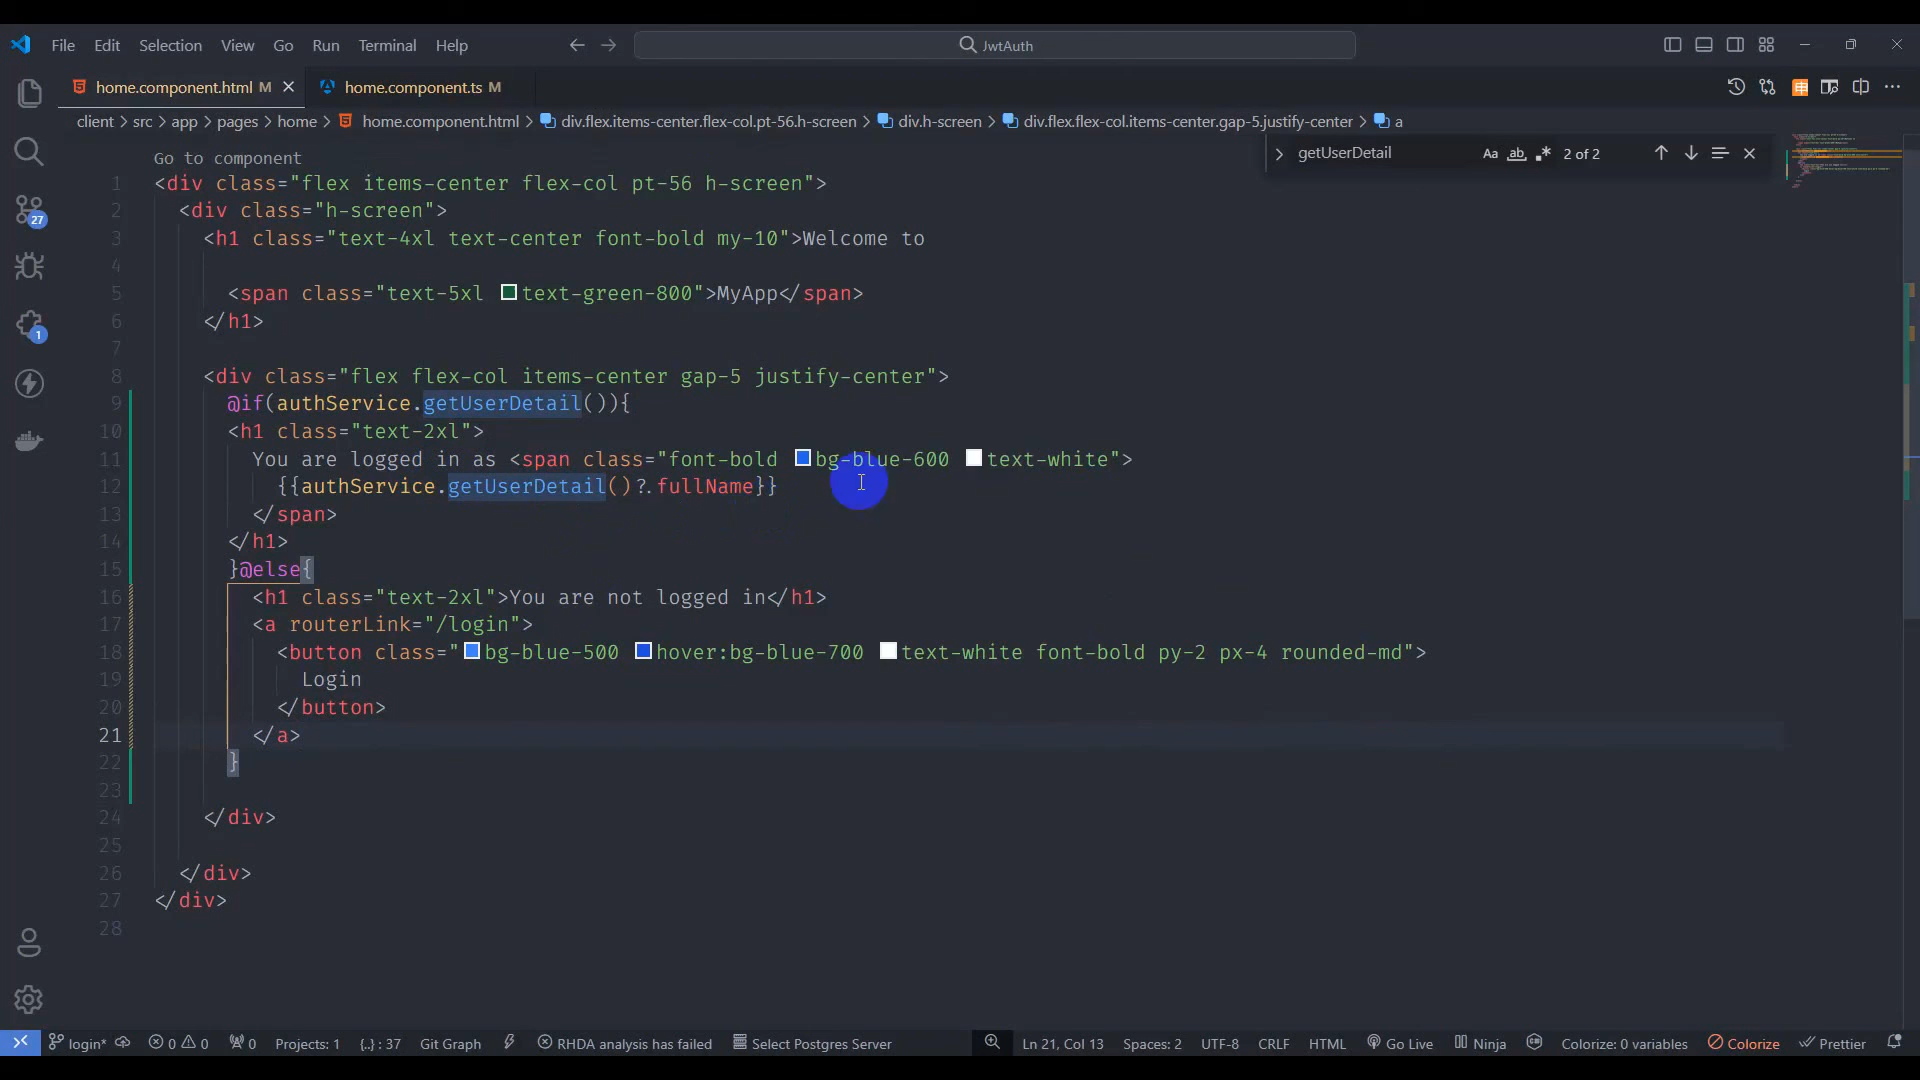 File Edit Selection View Go Run Terminal Help JwtAuth
home.component.html M home.component.ts M
client > src > app > pages > home > home.component.html > div.flex.items-center.flex-col.pt-56.h-screen > div.h-screen > div.flex.flex-col.items-center.gap-5.justify-center > a
getUserDetail Aa ab 2 of 2
Go to component
1 <div class="flex items-center flex-col pt-56 h-screen">
2 <div class="h-screen">
3 <h1 class="text-4xl text-center font-bold my-10">Welcome to
4
5 <span class="text-5xl text-green-800">MyApp</span>
6 </h1>
7
8 <div class="flex flex-col items-center gap-5 justify-center">
9 @if(authService.getUserDetail()){
10 <h1 class="text-2xl">
11 You are logged in as <span class="font-bold bg-blue-600 text-white">
12 {{authService.getUserDetail()?.fullName}}
13 </span>
14 </h1>
15 }@else{
16 <h1 class="text-2xl">You are not logged in</h1>
17 <a routerLink="/login">
18 <button class="bg-blue-500 hover:bg-blue-700 text-white font-bold py-2 px-4 rounded-md">
19 Login
20 </button>
21 </a>
22 }
23
24 </div>
25
26 </div>
27 </div>
28
27
1
login* 0 0 0 Projects: 1 {..} : 37 Git Graph RHDA analysis has failed Select Postgres Server Ln 21, Col 13 Spaces: 2 UTF-8 CRLF HTML Go Live Ninja Colorize: 0 variables Colorize Prettier